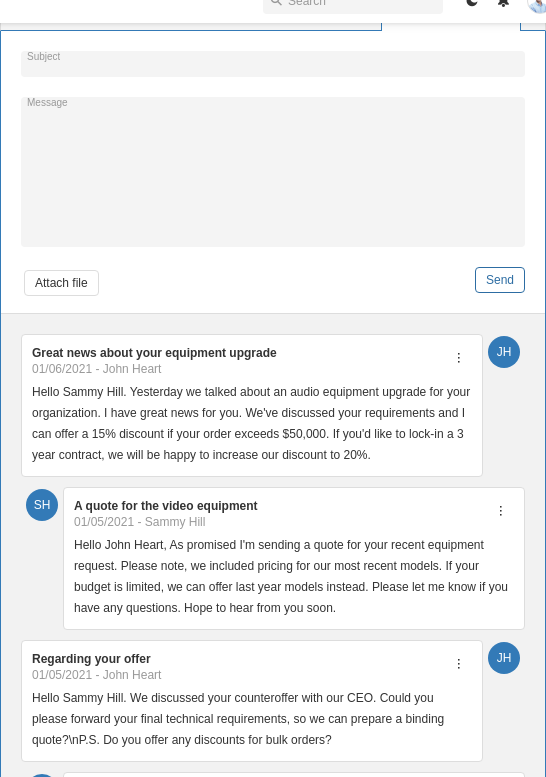 Search
Subject
Message
Attach file
Send
Great news about your equipment upgrade
01/06/2021 - John Heart
JH
Hello Sammy Hill. Yesterday we talked about an audio equipment upgrade for your
organization. I have great news for you. We've discussed your requirements and I
can offer a 15% discount if your order exceeds $50,000. If you'd like to lock-in a 3
year contract, we will be happy to increase our discount to 20%.
SH
A quote for the video equipment
01/05/2021 - Sammy Hill
Hello John Heart, As promised I'm sending a quote for your recent equipment
request. Please note, we included pricing for our most recent models. If your
budget is limited, we can offer last year models instead. Please let me know if you
have any questions. Hope to hear from you soon.
Regarding your offer
01/05/2021 - John Heart
JH
Hello Sammy Hill. We discussed your counteroffer with our CEO. Could you
please forward your final technical requirements, so we can prepare a binding
quote?\nP.S. Do you offer any discounts for bulk orders?